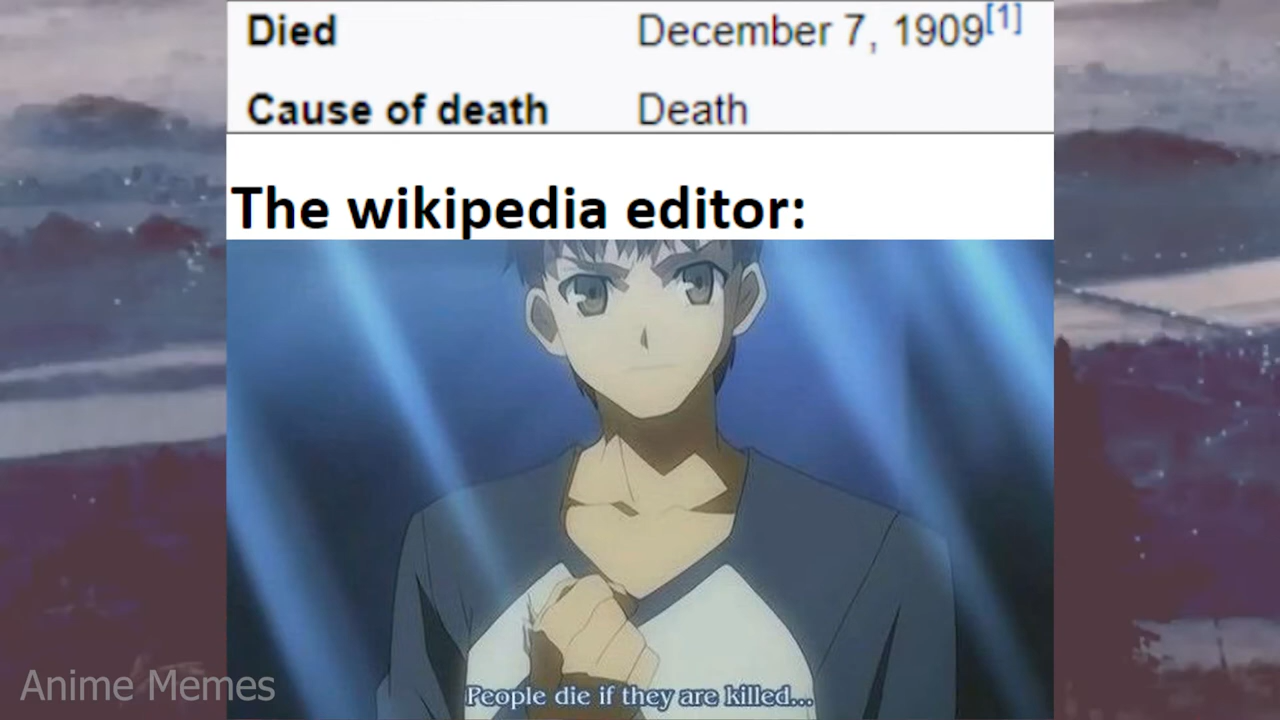 Died December 7, 1909[1]
Cause of death Death
The wikipedia editor:
People die if they are killed...
Anime Memes